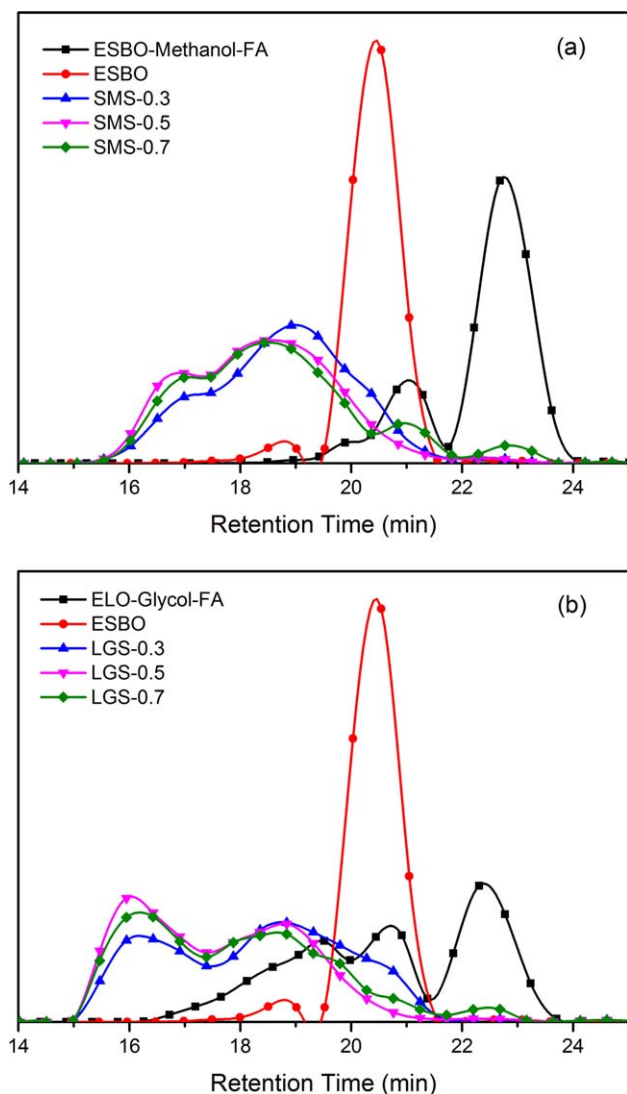 (a)
ESBO-Methanol-FA
ESBO
SMS-0.3
SMS-0.5
SMS-0.7
14 16 18 20 22 24
Retention Time (min)
(b)
ELO-Glycol-FA
ESBO
LGS-0.3
LGS-0.5
LGS-0.7
14 16 18 20 22 24
Retention Time (min)